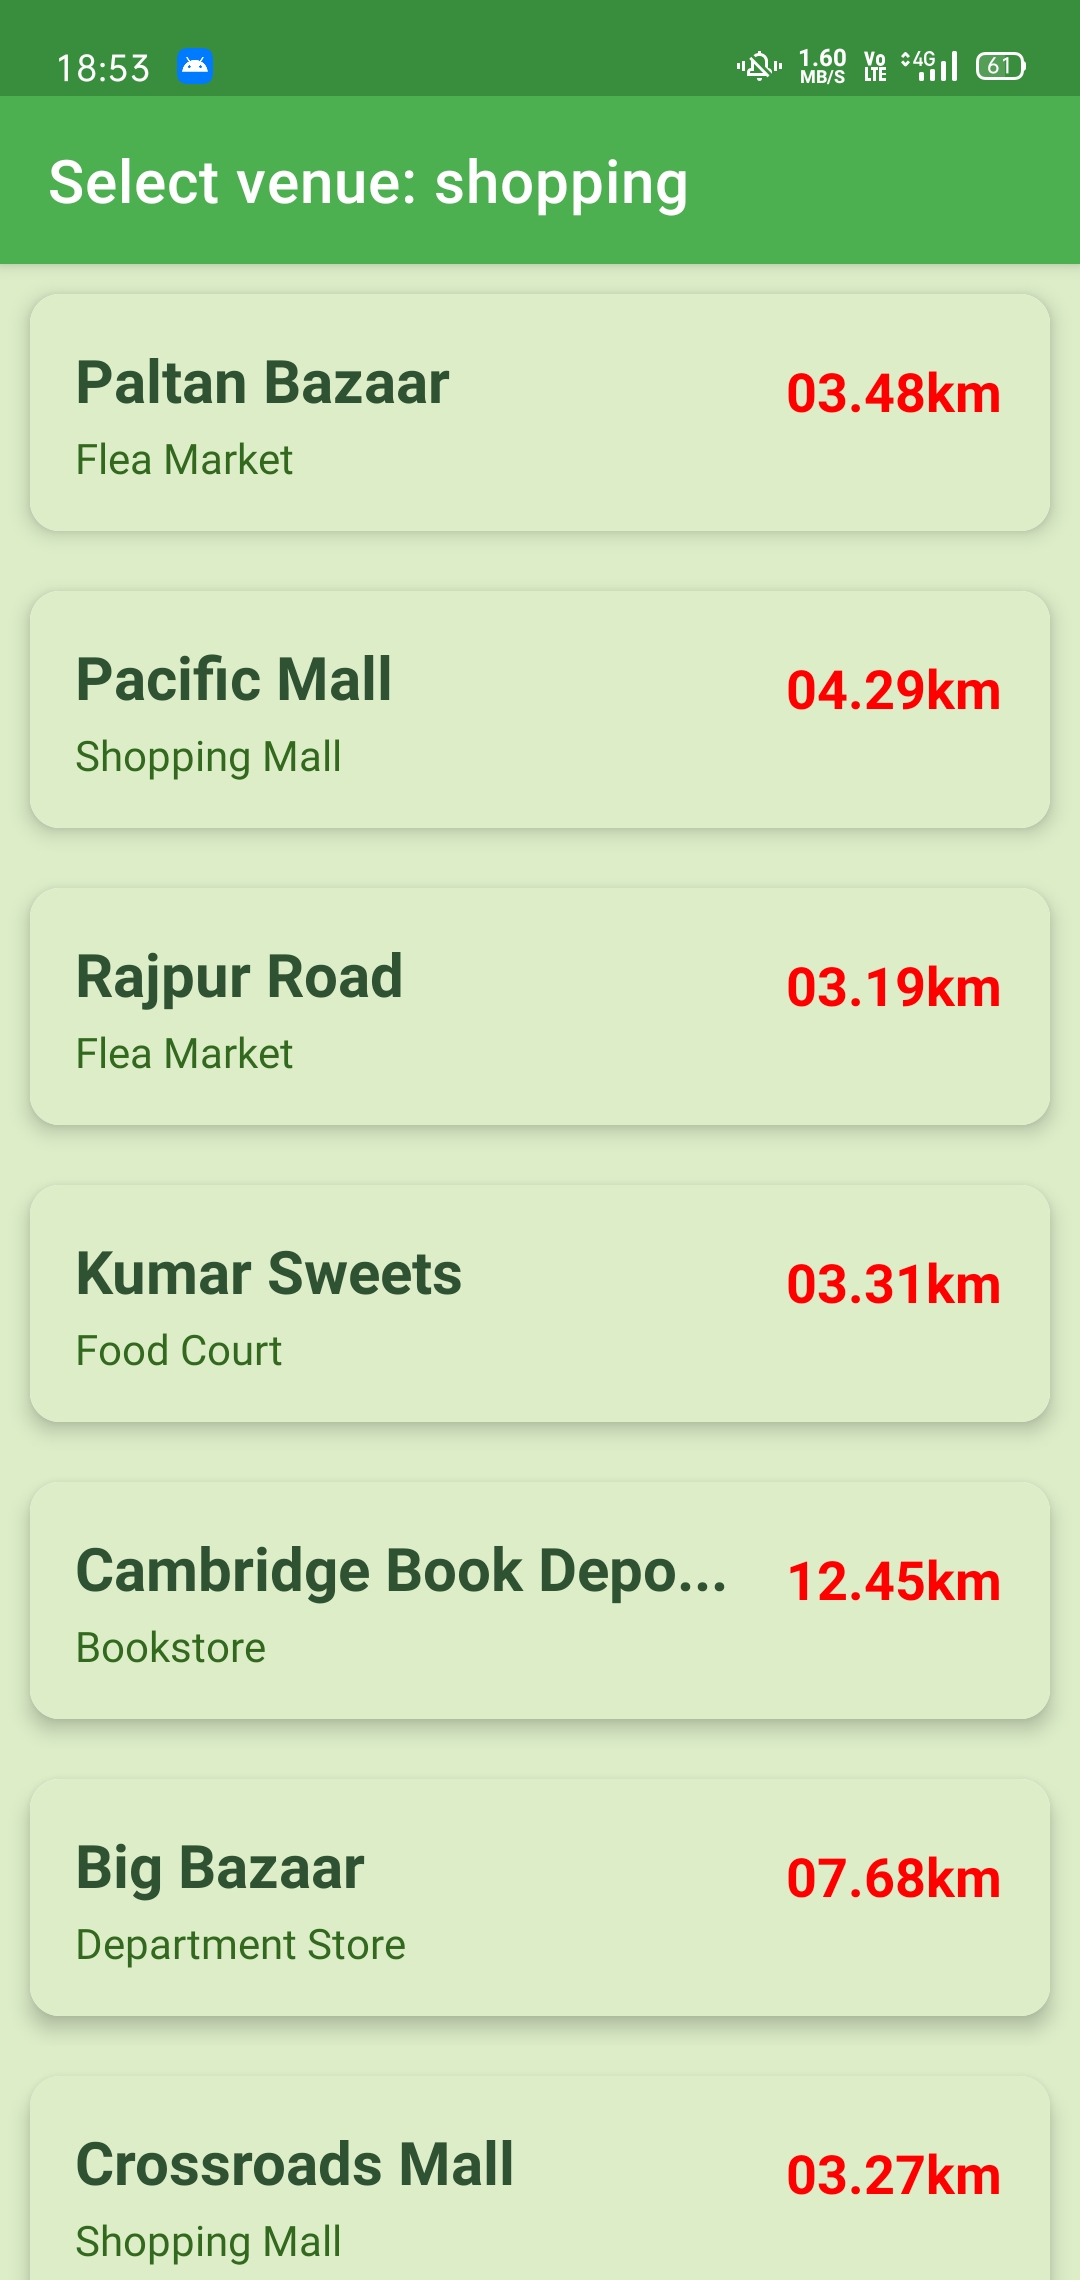 18:53
1.60 MB/S Vo LTE 4G 61
Select venue: shopping
Paltan Bazaar
03.48km
Flea Market
Pacific Mall
04.29km
Shopping Mall
Rajpur Road
03.19km
Flea Market
Kumar Sweets
03.31km
Food Court
Cambridge Book Depo...
12.45km
Bookstore
Big Bazaar
07.68km
Department Store
Crossroads Mall
03.27km
Shopping Mall